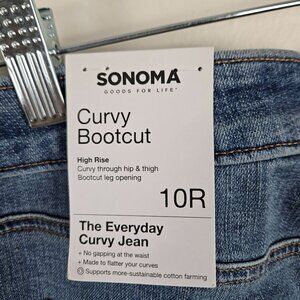 SONOMA
GOODS FOR LIFE™
Curvy
Bootcut
High Rise
Curvy through hip & thigh
Bootcut leg opening
10R
The Everyday
Curvy Jean
+ No gapping at the waist
+ Made to flatter your curves
Supports more-sustainable cotton farming